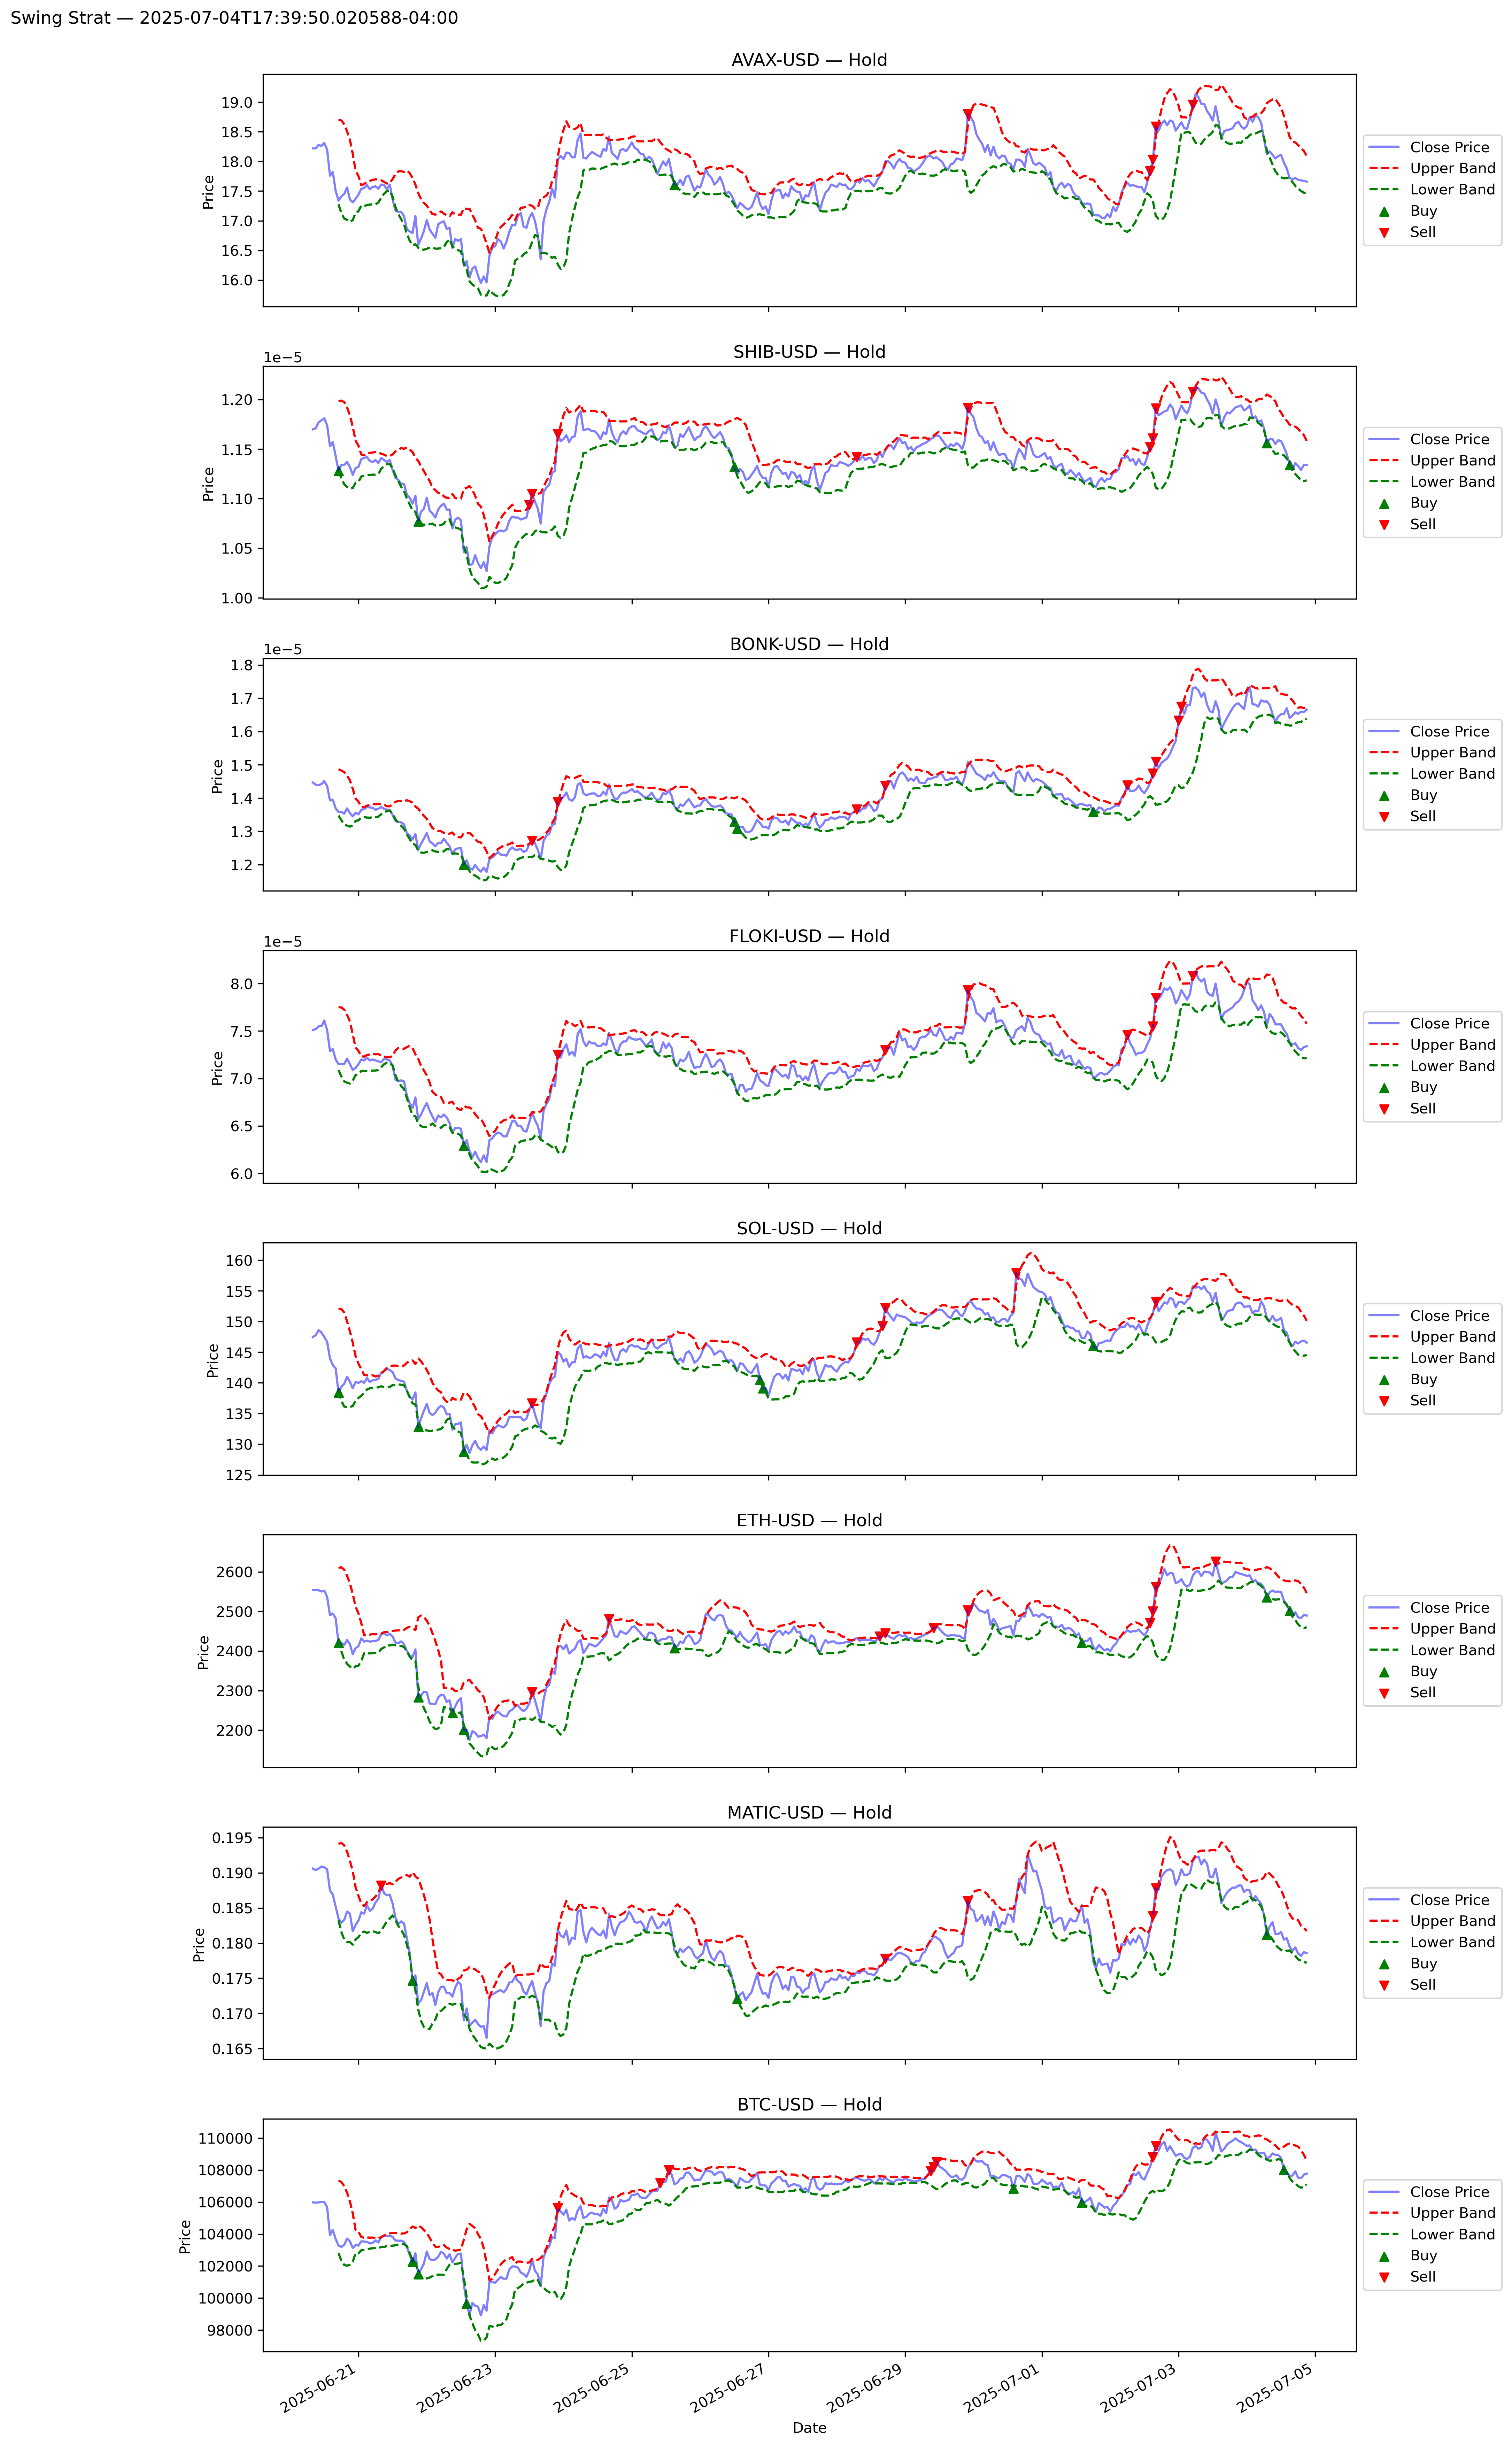 Swing Strat — 2025-07-04T17:39:50.020588-04:00
AVAX-USD — Hold
Price
19.0
18.5
18.0
17.5
17.0
16.5
16.0
Close Price
Upper Band
Lower Band
Buy
Sell
SHIB-USD — Hold
1e−5
Price
1.20
1.15
1.10
1.05
1.00
Close Price
Upper Band
Lower Band
Buy
Sell
BONK-USD — Hold
1e−5
Price
1.8
1.7
1.6
1.5
1.4
1.3
1.2
Close Price
Upper Band
Lower Band
Buy
Sell
FLOKI-USD — Hold
1e−5
Price
8.0
7.5
7.0
6.5
6.0
Close Price
Upper Band
Lower Band
Buy
Sell
SOL-USD — Hold
Price
160
155
150
145
140
135
130
125
Close Price
Upper Band
Lower Band
Buy
Sell
ETH-USD — Hold
Price
2600
2500
2400
2300
2200
Close Price
Upper Band
Lower Band
Buy
Sell
MATIC-USD — Hold
Price
0.195
0.190
0.185
0.180
0.175
0.170
0.165
Close Price
Upper Band
Lower Band
Buy
Sell
BTC-USD — Hold
Price
110000
108000
106000
104000
102000
100000
98000
Close Price
Upper Band
Lower Band
Buy
Sell
2025-06-21
2025-06-23
2025-06-25
2025-06-27
2025-06-29
2025-07-01
2025-07-03
2025-07-05
Date